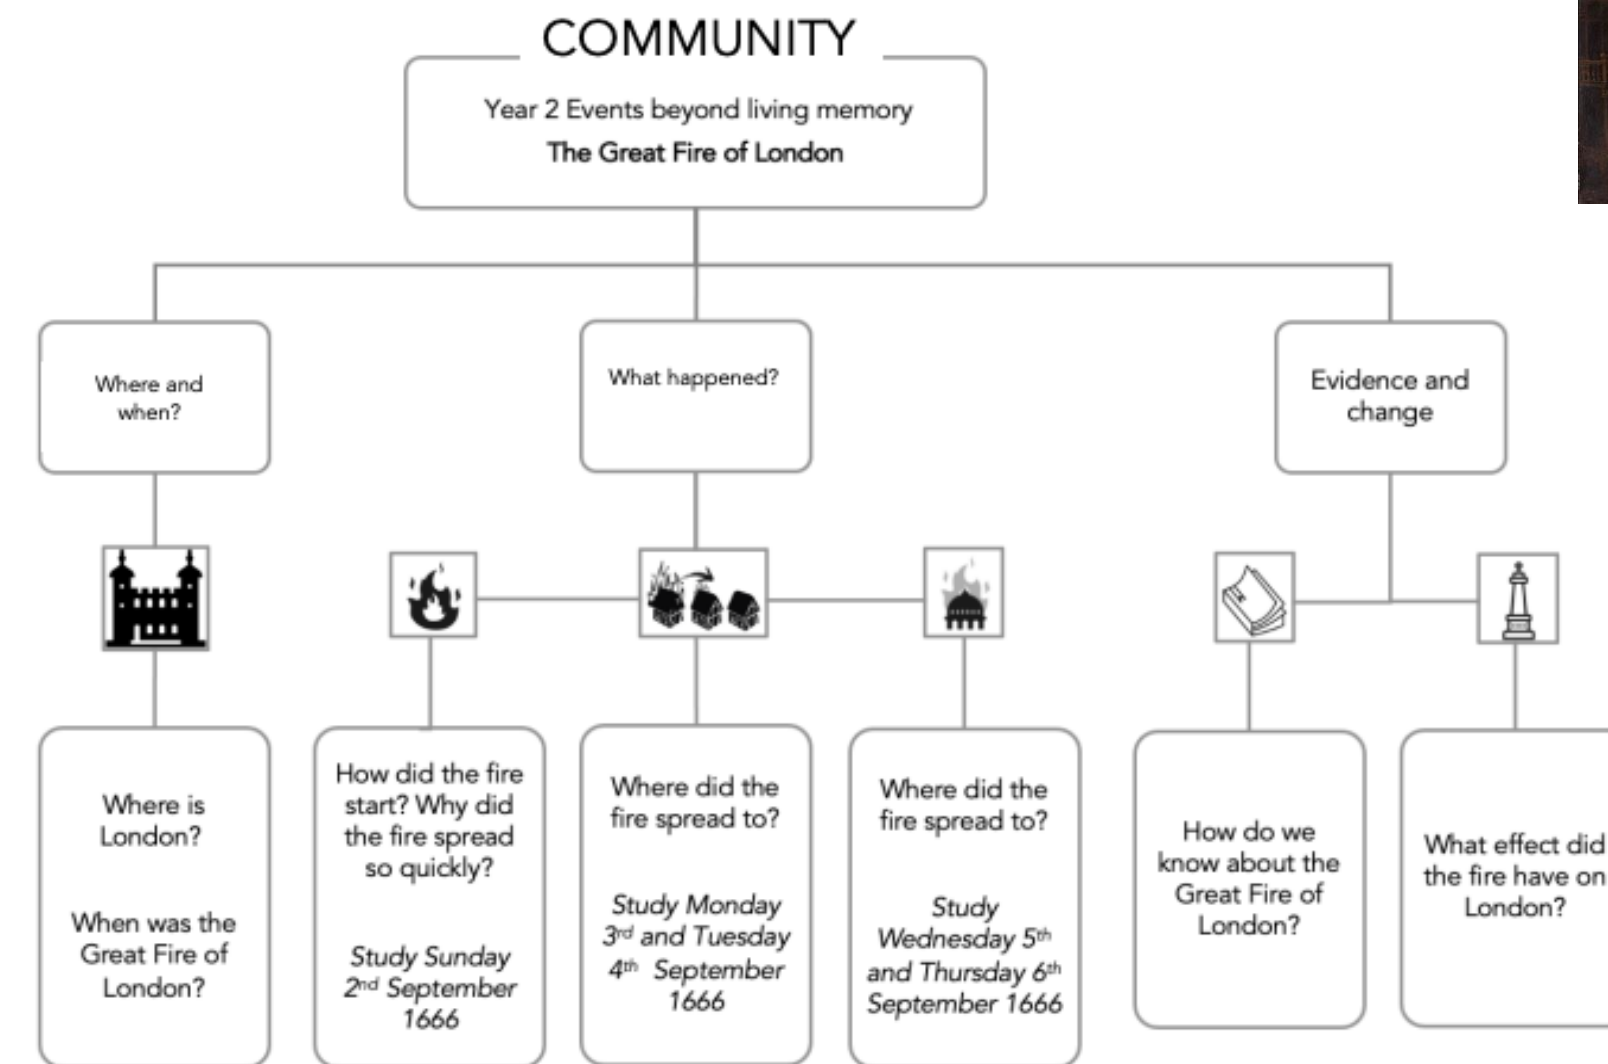 COMMUNITY
Year 2 Events beyond living memory
The Great Fire of London
Where and
when?
What happened?
Evidence and
change
Where is
London?
When was the
Great Fire of
London?
How did the fire
start? Why did
the fire spread
so quickly?
Study Sunday
2nd September
1666
Where did the
fire spread to?
Study Monday
3rd and Tuesday
4th September
1666
Where did the
fire spread to?
Study
Wednesday 5th
and Thursday 6th
September 1666
How do we
know about the
Great Fire of
London?
What effect did
the fire have on
London?